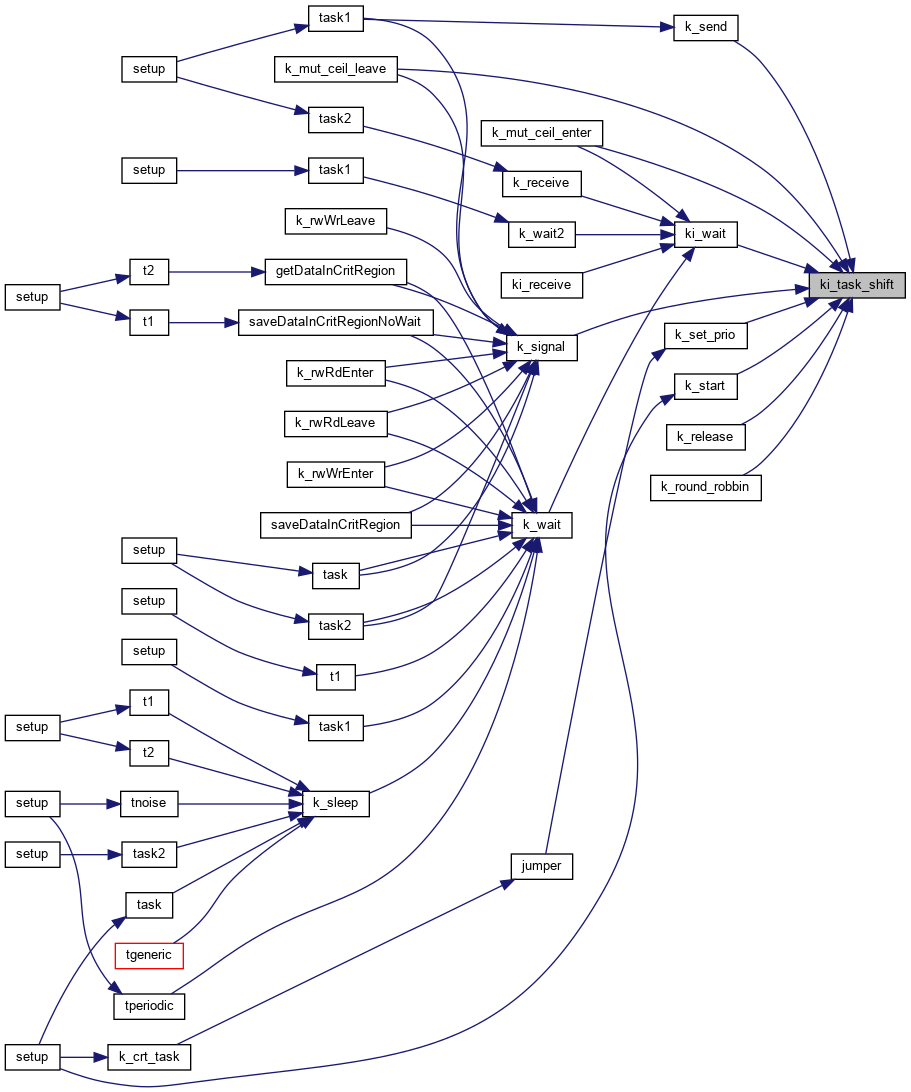 task1
k_send
setup
k_mut_ceil_leave
task2
k_mut_ceil_enter
setup
task1
k_receive
k_rwWrLeave
k_wait2
ki_wait
t2
getDataInCritRegion
ki_receive
ki_task_shift
setup
t1
saveDataInCritRegionNoWait
k_signal
k_set_prio
k_rwRdEnter
k_start
k_rwRdLeave
k_release
k_rwWrEnter
k_round_robbin
saveDataInCritRegion
k_wait
setup
task
setup
task2
setup
t1
t1
setup
task1
t2
setup
tnoise
k_sleep
setup
task2
jumper
task
tgeneric
tperiodic
setup
k_crt_task